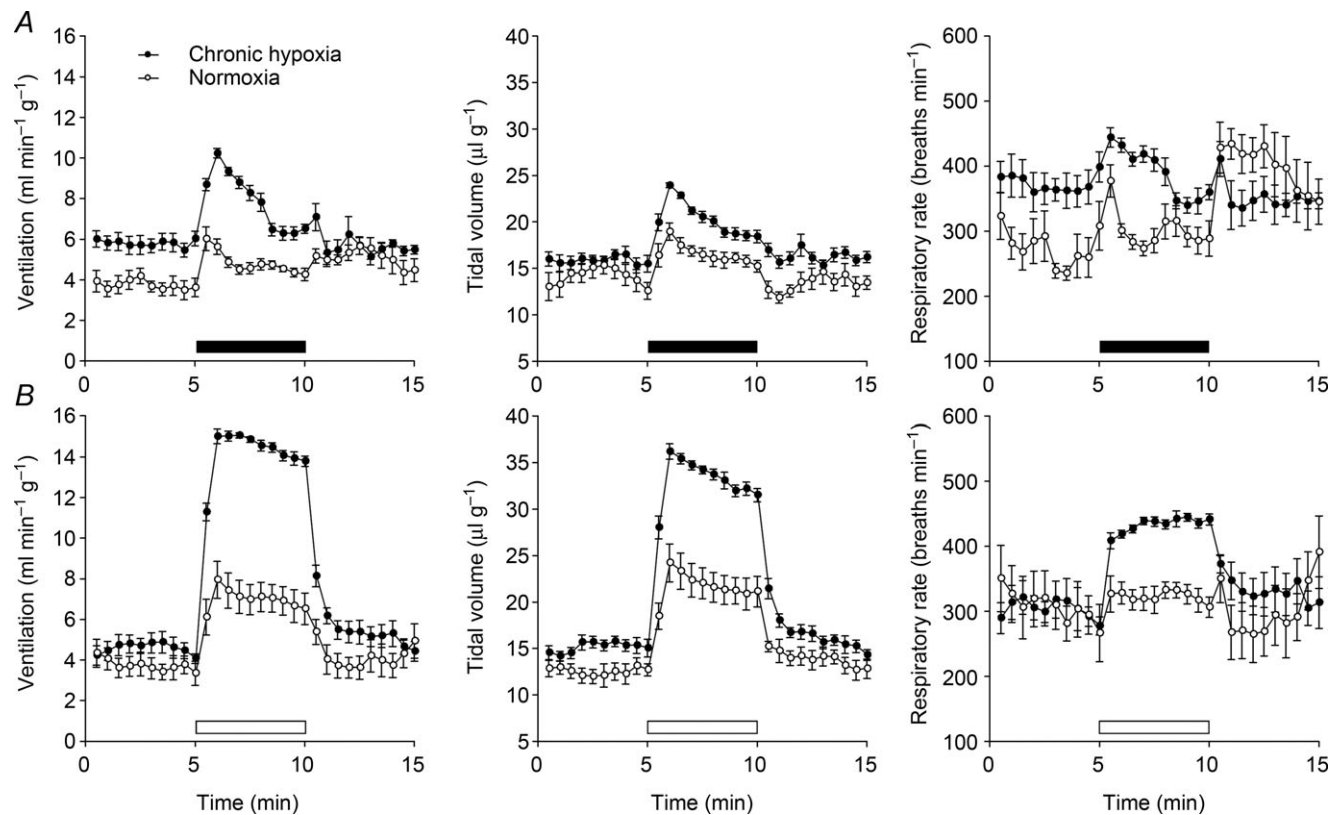 A
Ventilation (ml min⁻¹ g⁻¹)
16
14
12
10
8
6
4
2
0
Chronic hypoxia
Normoxia
0 5 10 15
Tidal volume (µl g⁻¹)
40
35
30
25
20
15
10
5
0 5 10 15
Respiratory rate (breaths min⁻¹)
600
500
400
300
200
100
0 5 10 15
B
Ventilation (ml min⁻¹ g⁻¹)
16
14
12
10
8
6
4
2
0
0 5 10 15
Time (min)
Tidal volume (µl g⁻¹)
40
35
30
25
20
15
10
5
0 5 10 15
Time (min)
Respiratory rate (breaths min⁻¹)
600
500
400
300
200
100
0 5 10 15
Time (min)